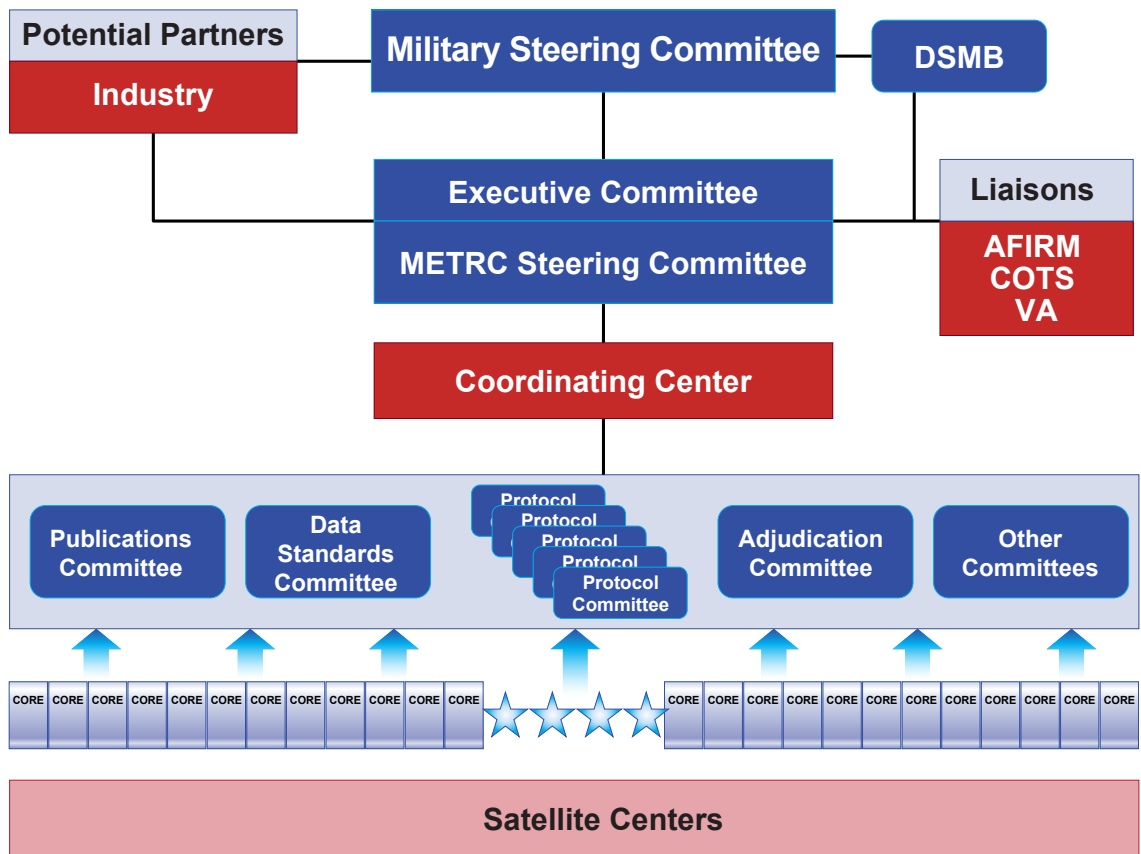 Potential Partners
Industry
Military Steering Committee
DSMB
Executive Committee
METRC Steering Committee
Liaisons
AFIRM
COTS
VA
Coordinating Center
Publications
Committee
Data
Standards
Committee
Protocol
Protocol
Protocol
Protocol
Protocol
Committee
Adjudication
Committee
Other
Committees
CORE CORE CORE CORE CORE CORE CORE CORE CORE CORE CORE CORE
CORE CORE CORE CORE CORE CORE CORE CORE CORE CORE CORE CORE
Satellite Centers